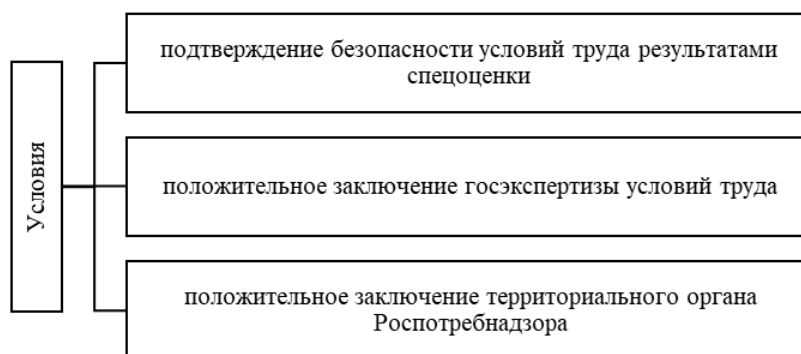 Условия
подтверждение безопасности условий труда результатами
спецоценки
положительное заключение госэкспертизы условий труда
положительное заключение территориального органа
Роспотребнадзора